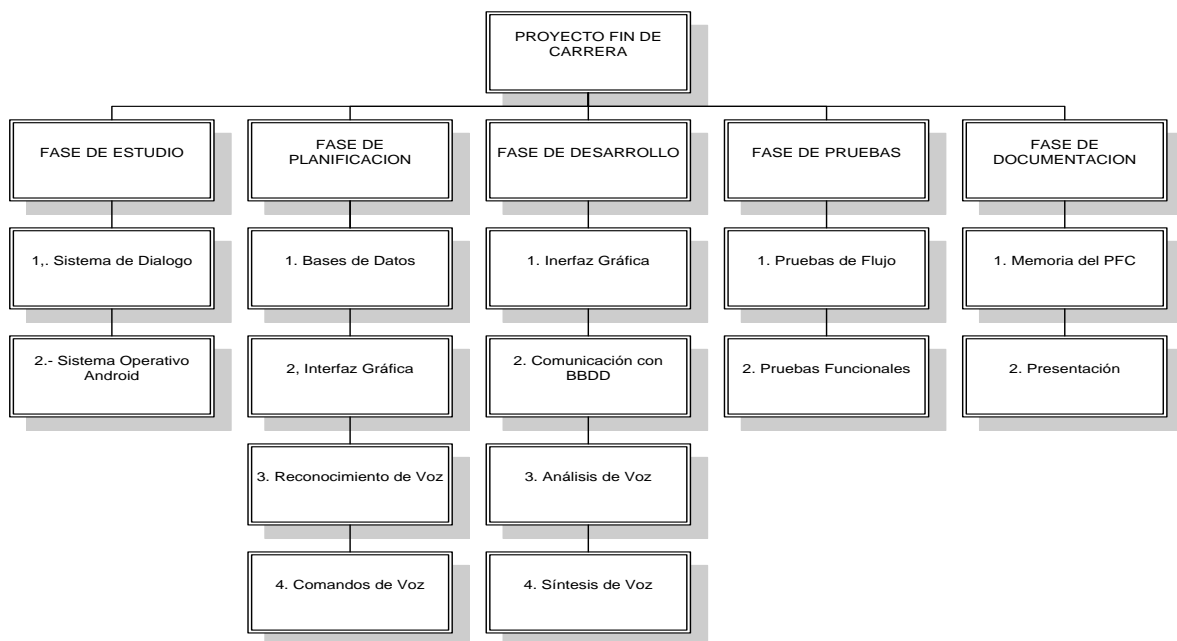 PROYECTO FIN DE
CARRERA
FASE DE ESTUDIO
FASE DE
PLANIFICACION
FASE DE DESARROLLO
FASE DE PRUEBAS
FASE DE
DOCUMENTACION
1,. Sistema de Dialogo
1. Bases de Datos
1. Inerfaz Gráfica
1. Pruebas de Flujo
1. Memoria del PFC
2.- Sistema Operativo
Android
2, Interfaz Gráfica
2. Comunicación con
BBDD
2. Pruebas Funcionales
2. Presentación
3. Reconocimiento de Voz
3. Análisis de Voz
4. Comandos de Voz
4. Síntesis de Voz